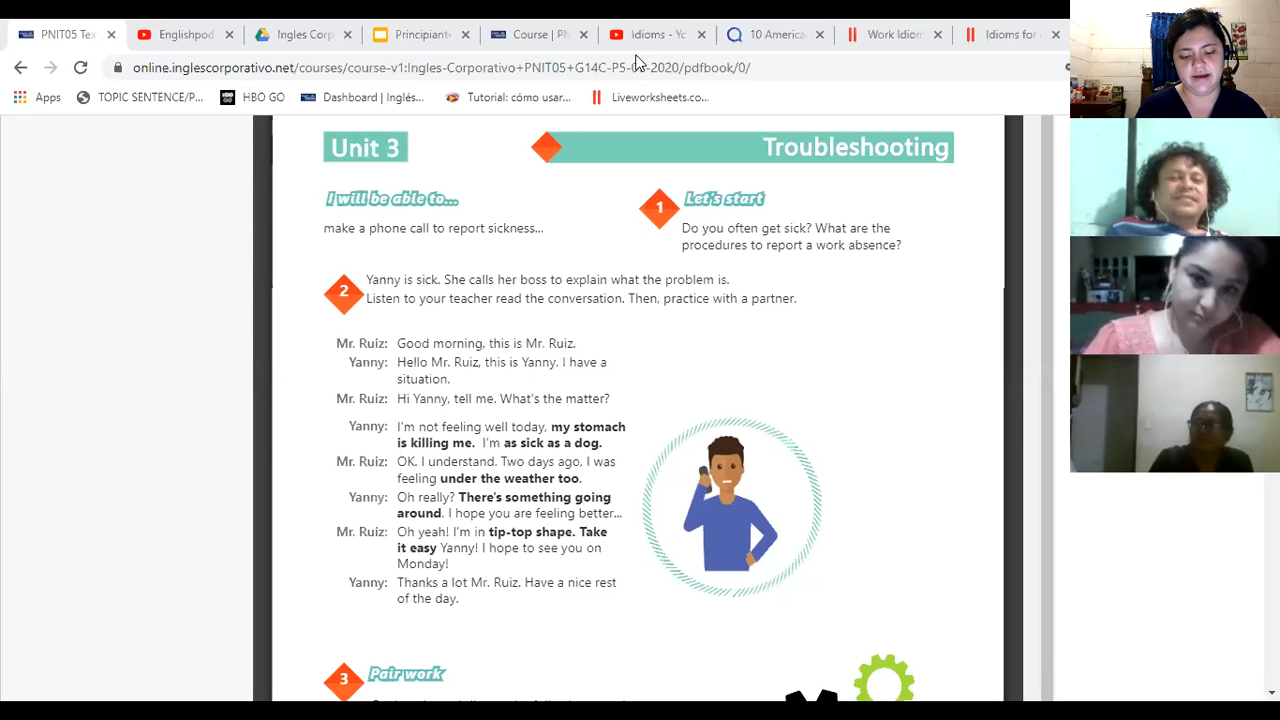 PNIT05 Tex
Englishpod
Ingles Corp
Principiant
Course | PN
Idioms - Yo
10 America
Work Idiom
Idioms for
online.inglescorporativo.net/courses/course-v1:Ingles-Corporativo+PNIT05+G14C-P5-0 -2020/pdfbook/0/
Apps
TOPIC SENTENCE/P...
HBO GO
Dashboard | Inglés...
Tutorial: cómo usar...
Liveworksheets.co...
Unit 3
Troubleshooting
I will be able to...
make a phone call to report sickness...
1
Let's start
Do you often get sick? What are the
procedures to report a work absence?
2
Yanny is sick. She calls her boss to explain what the problem is.
Listen to your teacher read the conversation. Then, practice with a partner.
Mr. Ruiz: Good morning, this is Mr. Ruiz.
Yanny: Hello Mr. Ruiz, this is Yanny. I have a
situation.
Mr. Ruiz: Hi Yanny, tell me. What's the matter?
Yanny: I'm not feeling well today, my stomach
is killing me. I'm as sick as a dog.
Mr. Ruiz: OK. I understand. Two days ago, I was
feeling under the weather too.
Yanny: Oh really? There's something going
around. I hope you are feeling better...
Mr. Ruiz: Oh yeah! I'm in tip-top shape. Take
it easy Yanny! I hope to see you on
Monday!
Yanny: Thanks a lot Mr. Ruiz. Have a nice rest
of the day.
3
Pair work